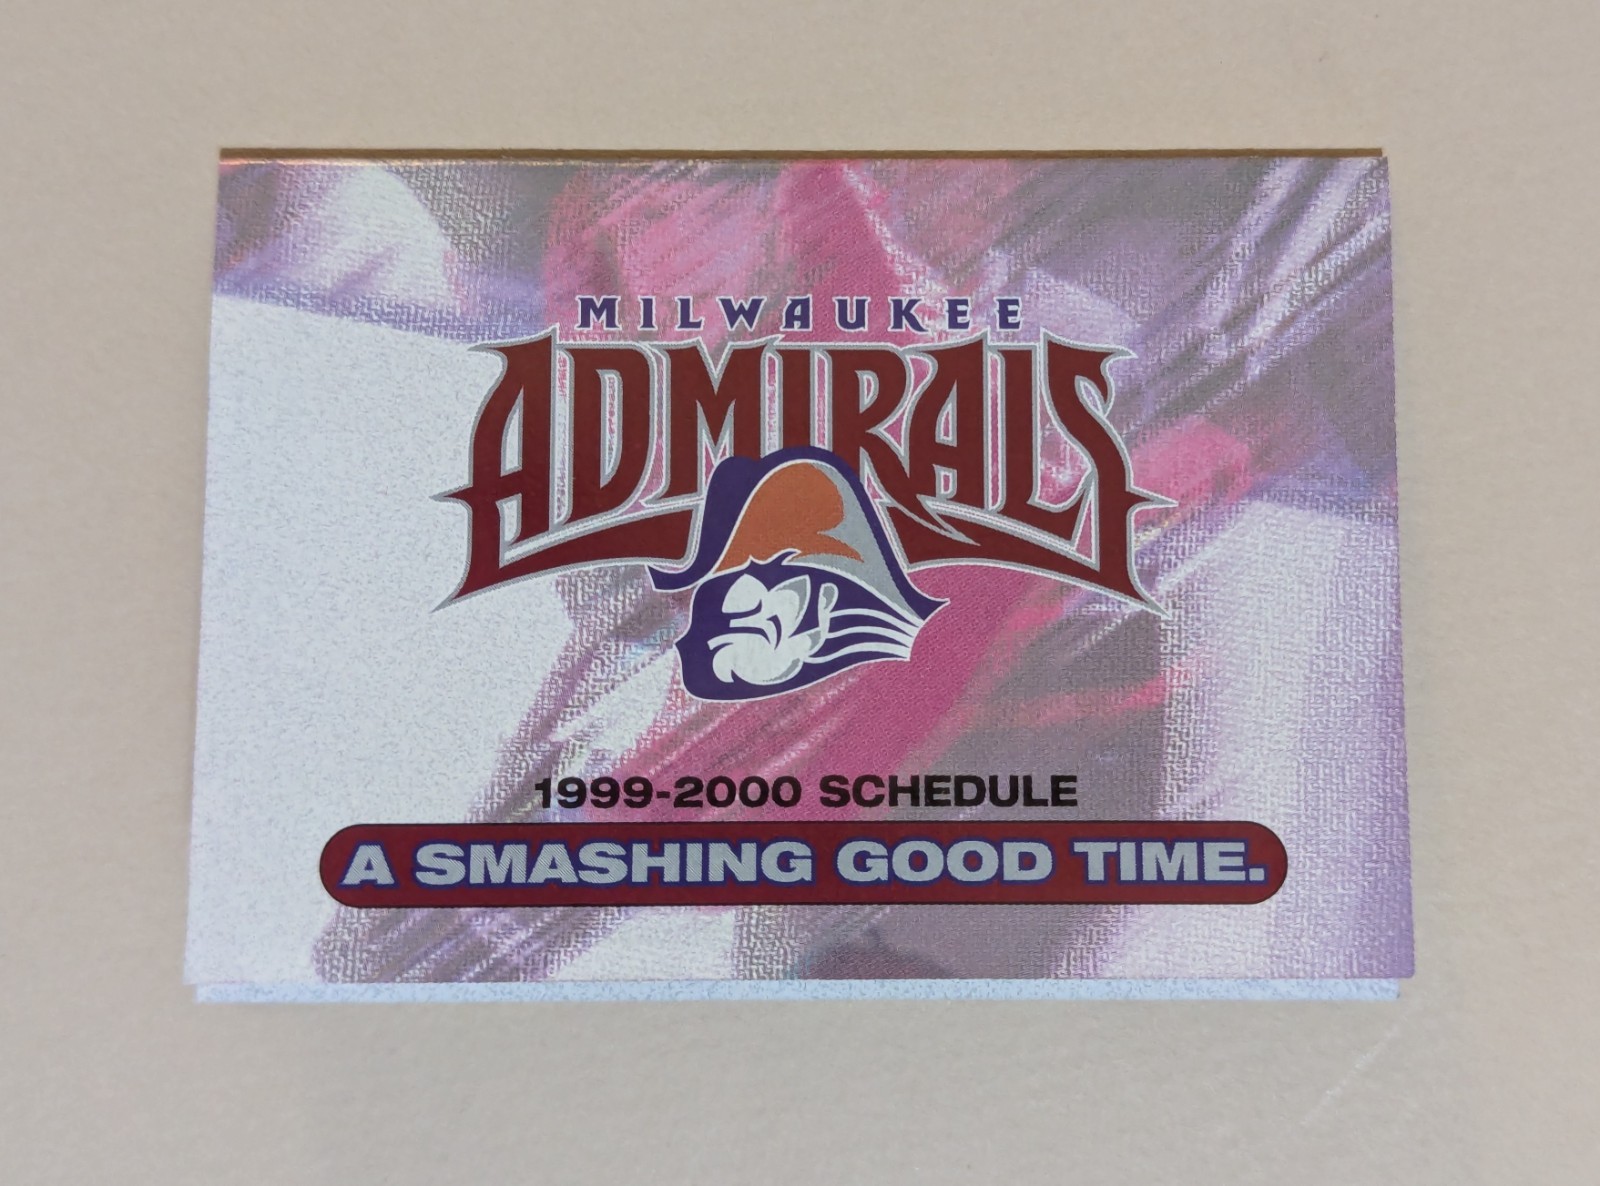 MILWAUKEE
ADMIRALS
1999-2000 SCHEDULE
A SMASHING GOOD TIME.